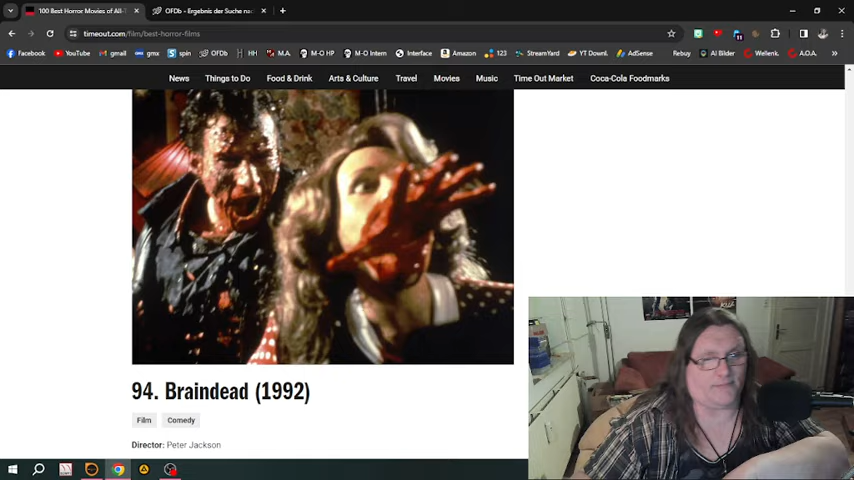 100 Best Horror Movies of All-T
OFDb - Ergebnis der Suche nac
timeout.com/film/best-horror-films
Facebook YouTube gmail gmx spin OFDb HH M.A. M-O HP M-O Intern Interface Amazon 123 StreamYard YT Downl. AdSense Rebuy AI Bilder Wellenk. A.O.A.
News Things to Do Food & Drink Arts & Culture Travel Movies Music Time Out Market Coca-Cola Foodmarks
94. Braindead (1992)
Film Comedy
Director: Peter Jackson